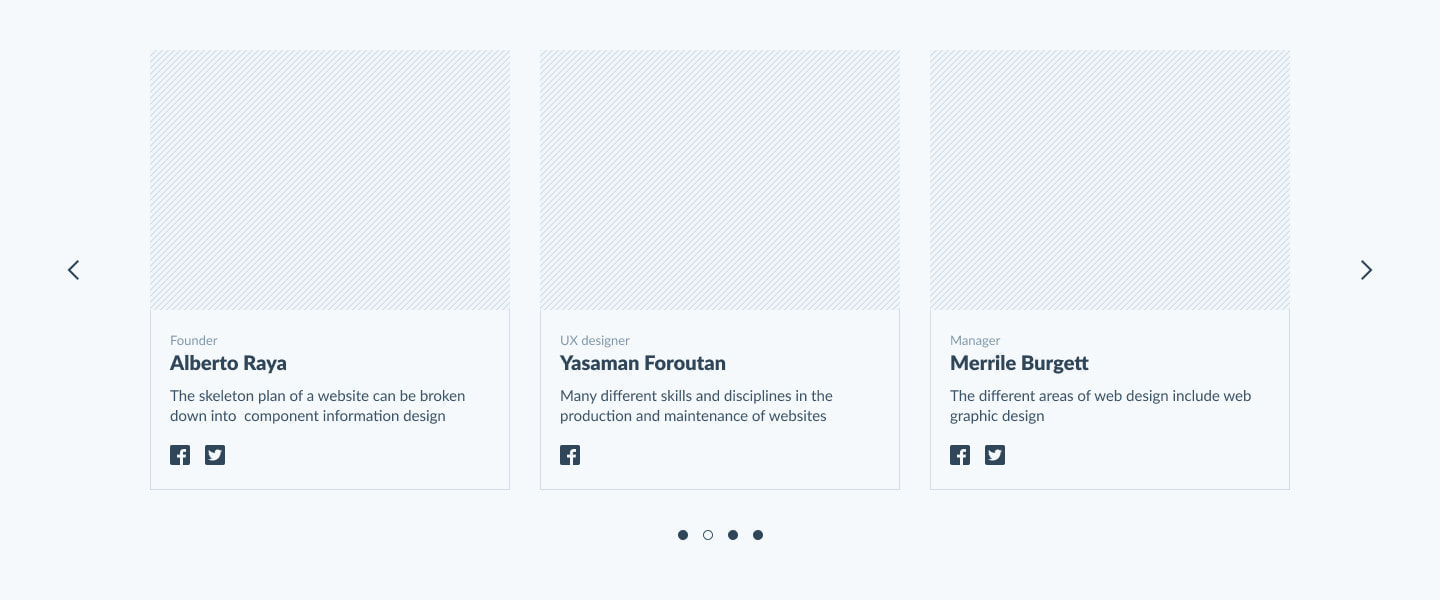 Founder
Alberto Raya
The skeleton plan of a website can be broken
down into  component information design
UX designer
Yasaman Foroutan
Many different skills and disciplines in the
production and maintenance of websites
Manager
Merrile Burgett
The different areas of web design include web
graphic design